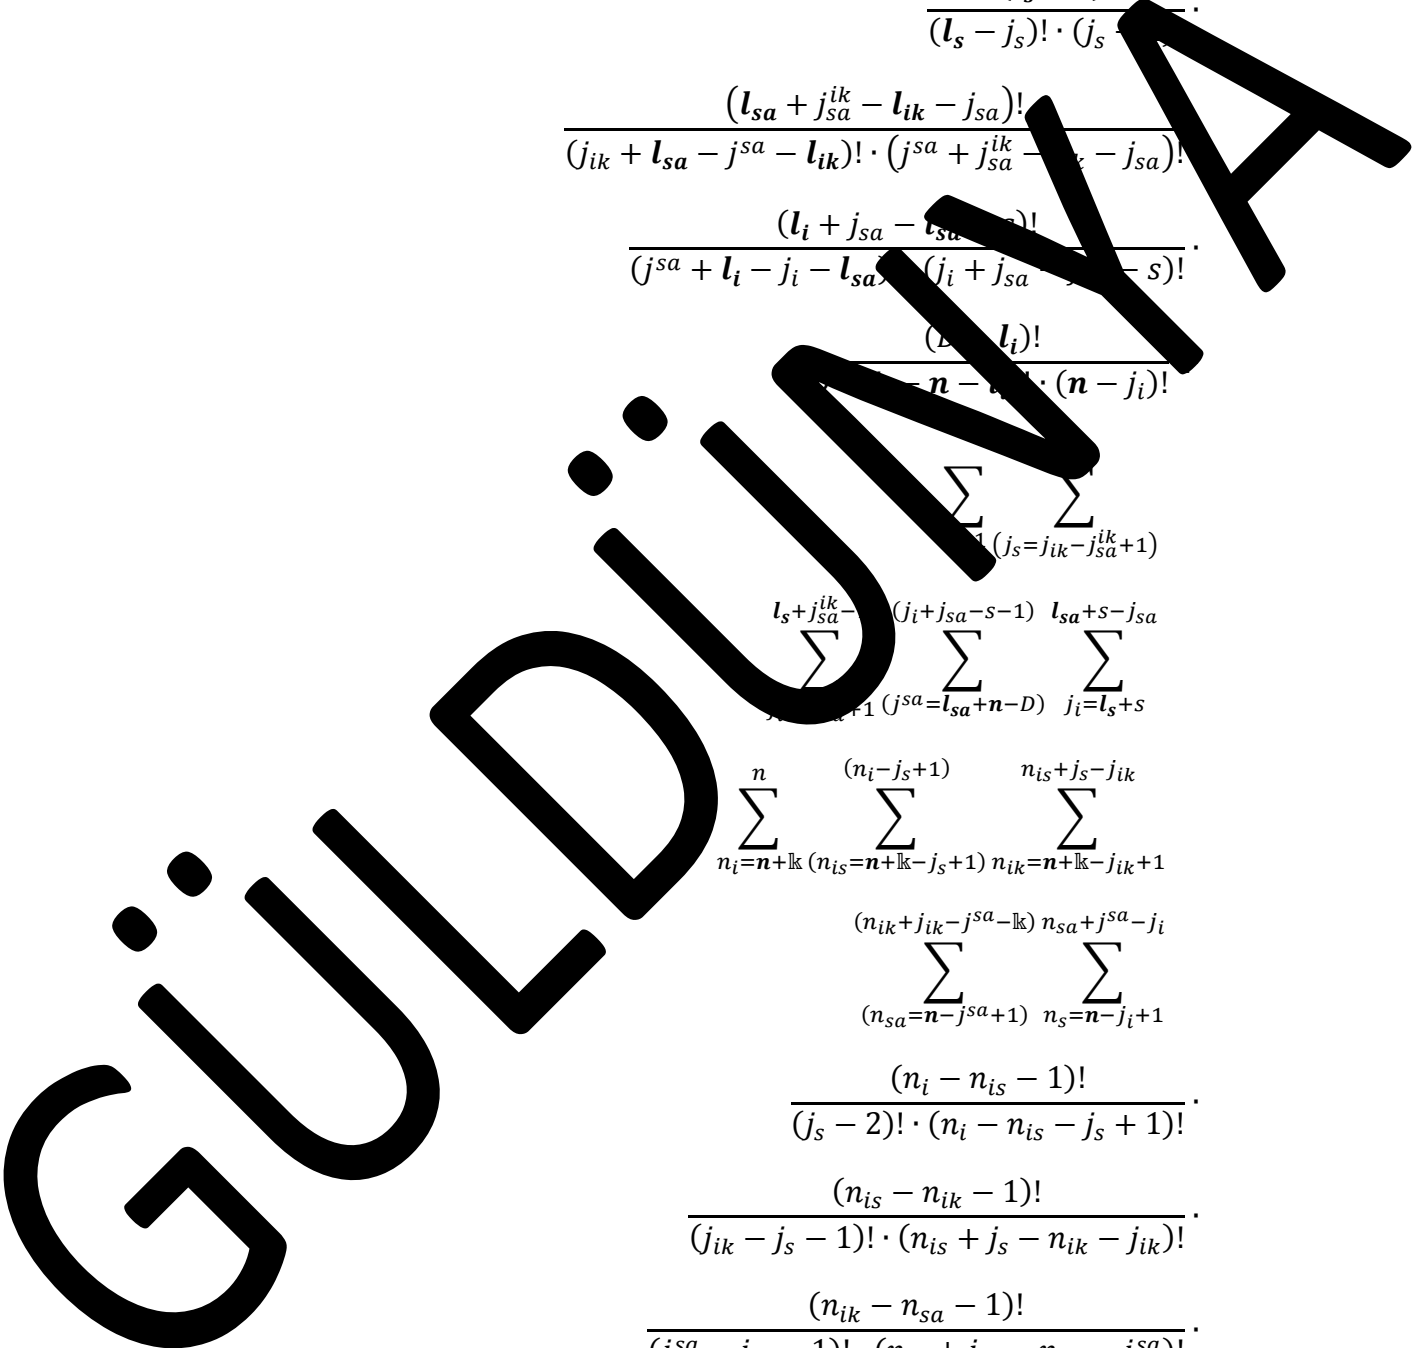 (l_s − j_s)! · (j_s
(l_sa + j_sa^ik − l_ik − j_sa)!
(j_ik + l_sa − j^sa − l_ik)! · (j^sa + j_sa^ik − − j_sa)!
(l_i + j_sa − l_sa )!
(j^sa + l_i − j_i − l_sa) (j_i + j_sa − s)! ·
( l_i)!
− n − · (n − j_i)!
∑ ∑
(j_s=j_ik−j_sa^ik+1)
l_s+j_sa^ik− (j_i+j_sa−s−1) l_sa+s−j_sa
∑ ∑ ∑
+1 (j^sa=l_sa+n−D) j_i=l_s+s
n (n_i−j_s+1) n_is+j_s−j_ik
∑ ∑ ∑
n_i=n+𝕜 (n_is=n+𝕜−j_s+1) n_ik=n+𝕜−j_ik+1
(n_ik+j_ik−j^sa−𝕜) n_sa+j^sa−j_i
∑ ∑
(n_sa=n−j^sa+1) n_s=n−j_i+1
(n_i − n_is − 1)!
(j_s − 2)! · (n_i − n_is − j_s + 1)! ·
(n_is − n_ik − 1)!
(j_ik − j_s − 1)! · (n_is + j_s − n_ik − j_ik)! ·
(n_ik − n_sa − 1)!
GÜLDÜNYA